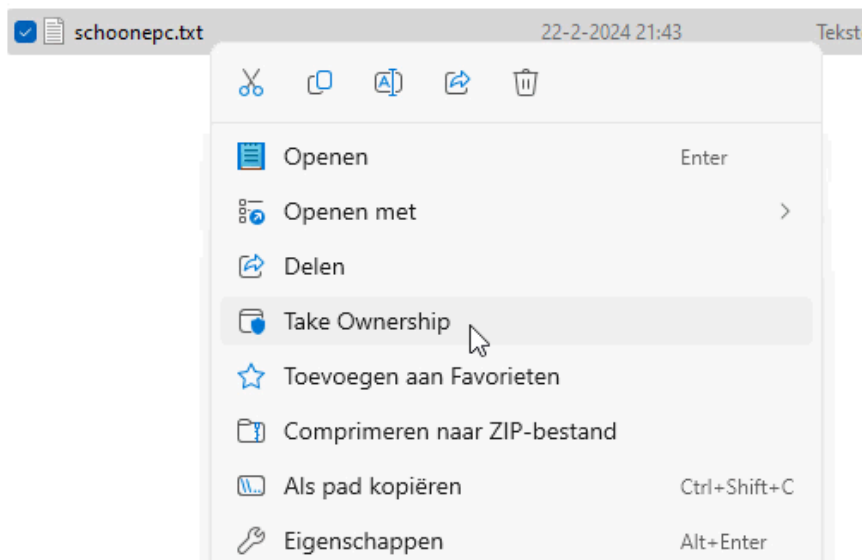 schoonepc.txt 22-2-2024 21:43 Tekst
Openen Enter
Openen met
Delen
Take Ownership
Toevoegen aan Favorieten
Comprimeren naar ZIP-bestand
Als pad kopiëren Ctrl+Shift+C
Eigenschappen Alt+Enter